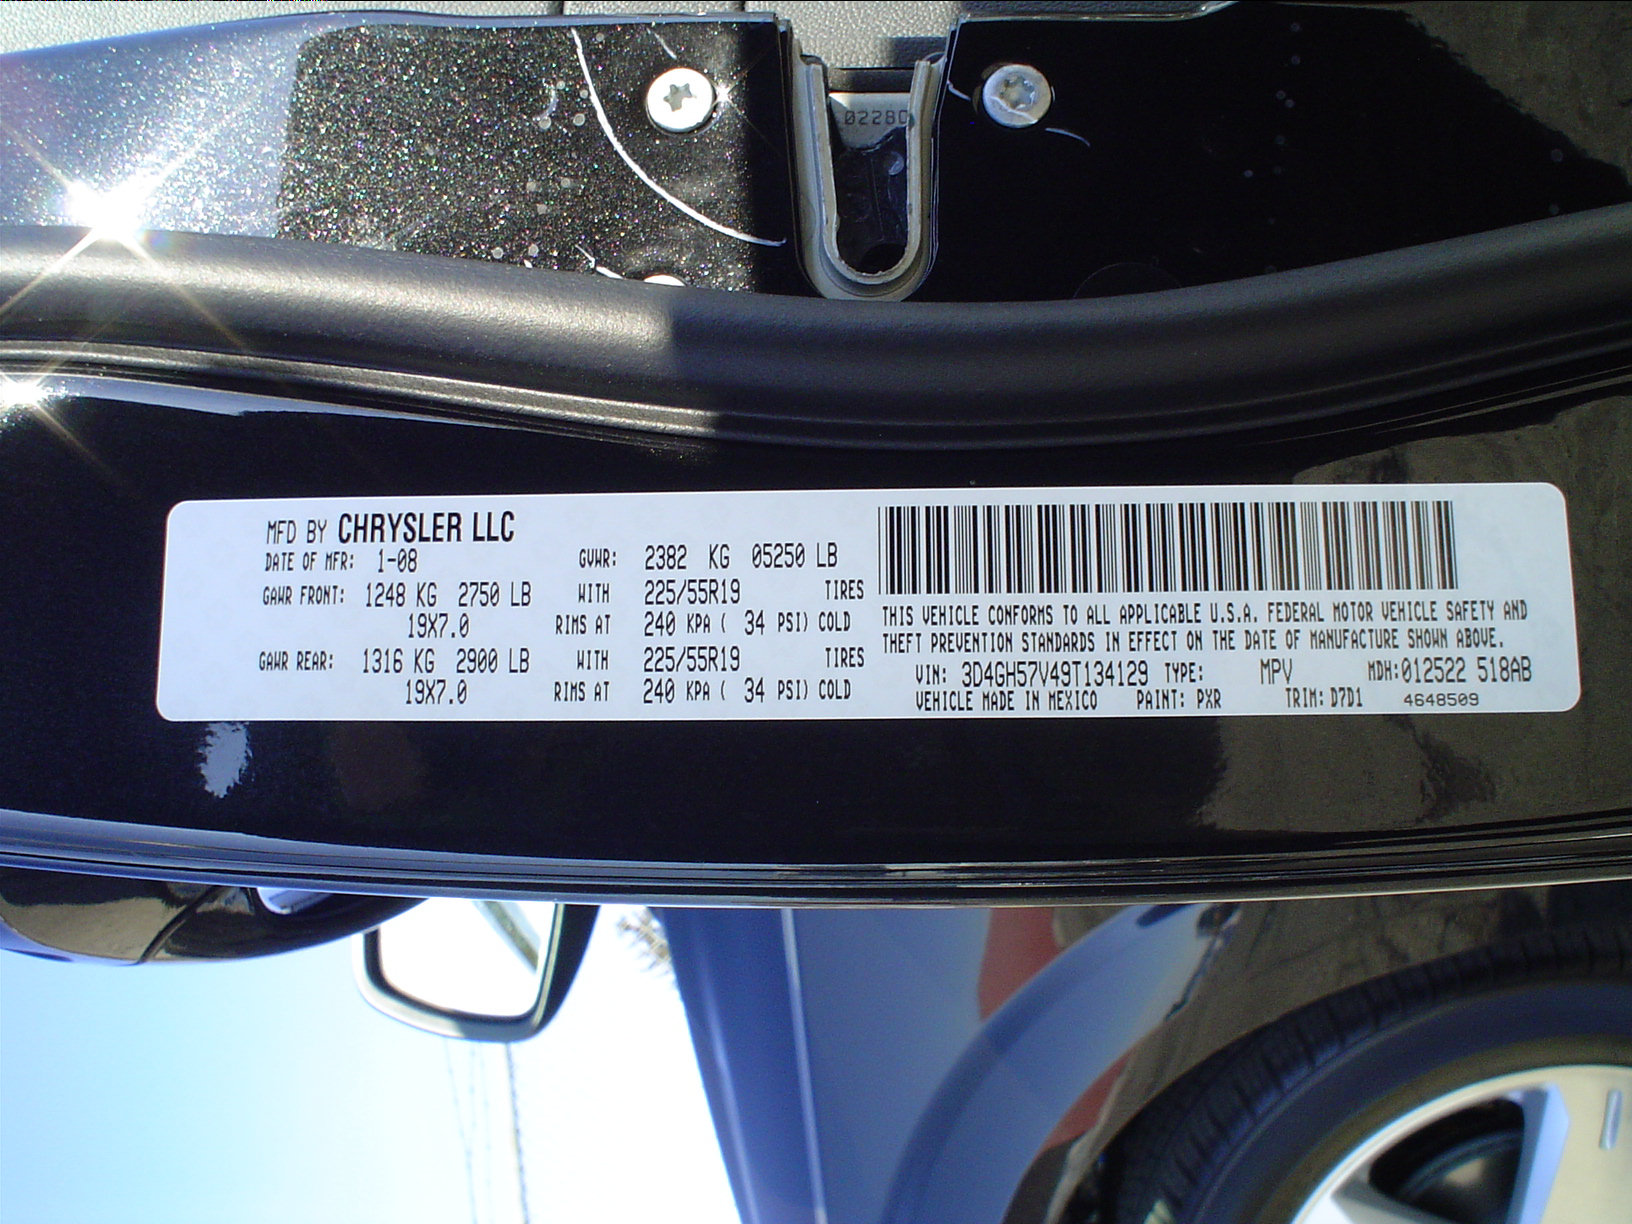 0228
MFD BY CHRYSLER LLC
DATE OF MFR: 1-08 GVWR: 2382 KG 05250 LB
GAWR FRONT: 1248 KG 2750 LB WITH 225/55R19 TIRES
19X7.0 RIMS AT 240 KPA ( 34 PSI) COLD
GAWR REAR: 1316 KG 2900 LB WITH 225/55R19 TIRES
19X7.0 RIMS AT 240 KPA ( 34 PSI) COLD
THIS VEHICLE CONFORMS TO ALL APPLICABLE U.S.A. FEDERAL MOTOR VEHICLE SAFETY AND
THEFT PREVENTION STANDARDS IN EFFECT ON THE DATE OF MANUFACTURE SHOWN ABOVE.
VIN: 3D4GH57V49T134129 TYPE: MPV MDH:012522 518AB
VEHICLE MADE IN MEXICO PAINT: PXR TRIM: D7D1 4648509